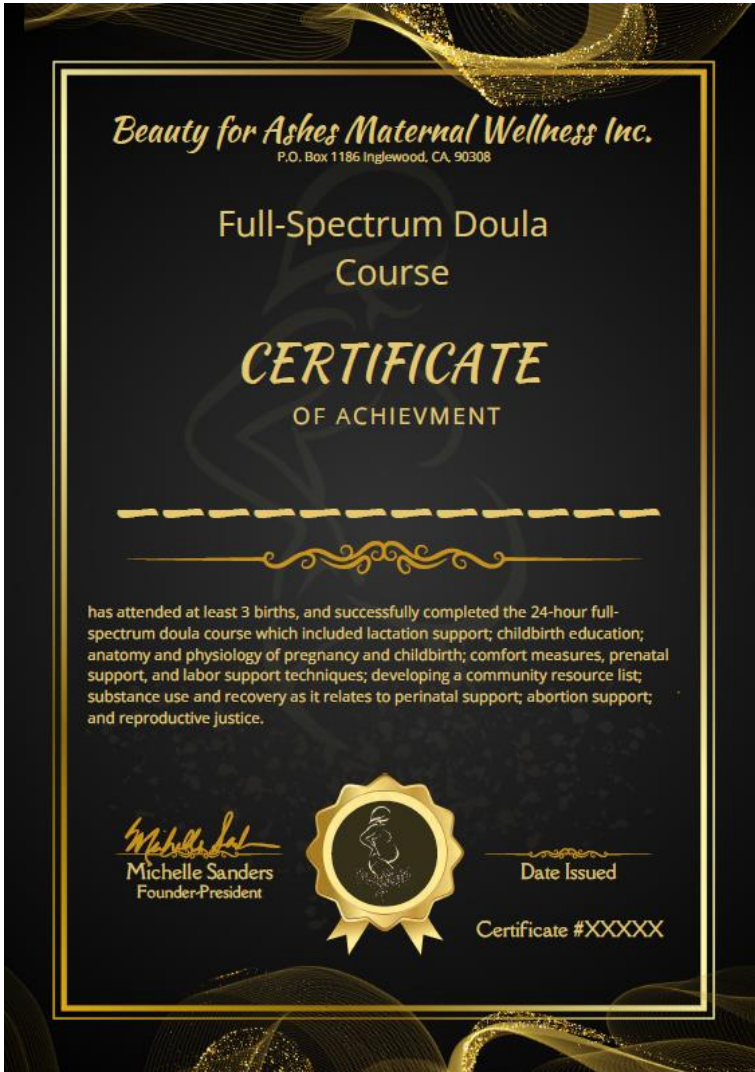 Beauty for Ashes Maternal Wellness Inc.
P.O. Box 1186 Inglewood, CA, 90308
Full-Spectrum Doula
Course
CERTIFICATE
OF ACHIEVMENT
has attended at least 3 births, and successfully completed the 24-hour full-
spectrum doula course which included lactation support; childbirth education;
anatomy and physiology of pregnancy and childbirth; comfort measures, prenatal
support, and labor support techniques; developing a community resource list;
substance use and recovery as it relates to perinatal support; abortion support;
and reproductive justice.
Michelle Sanders
Founder-President
Date Issued
Certificate #XXXXX